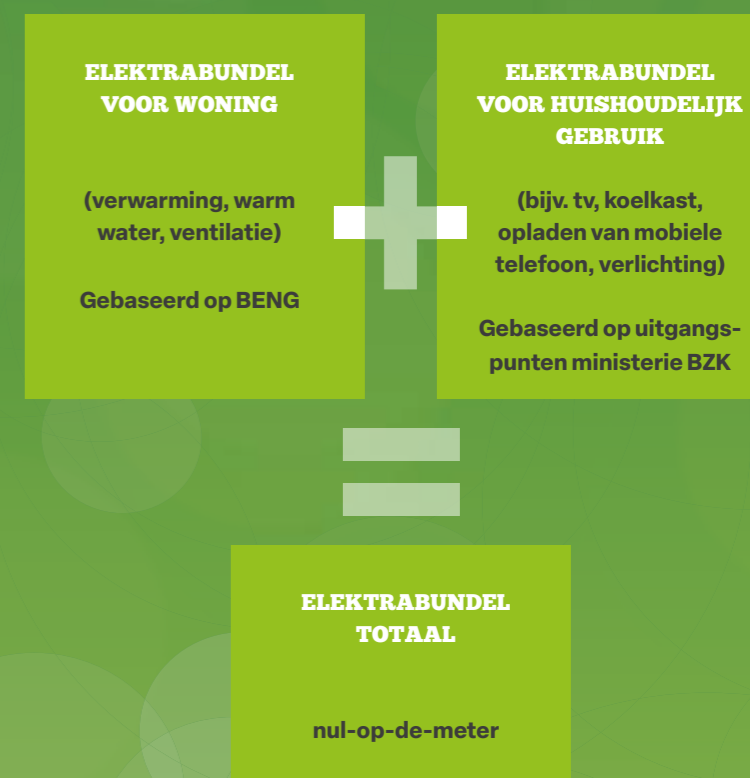 ELEKTRABUNDEL
VOOR WONING
(verwarming, warm
water, ventilatie)
Gebaseerd op BENG
+
ELEKTRABUNDEL
VOOR HUISHOUDELIJK
GEBRUIK
(bijv. tv, koelkast,
opladen van mobiele
telefoon, verlichting)
Gebaseerd op uitgangs-
punten ministerie BZK
=
ELEKTRABUNDEL
TOTAAL
nul-op-de-meter